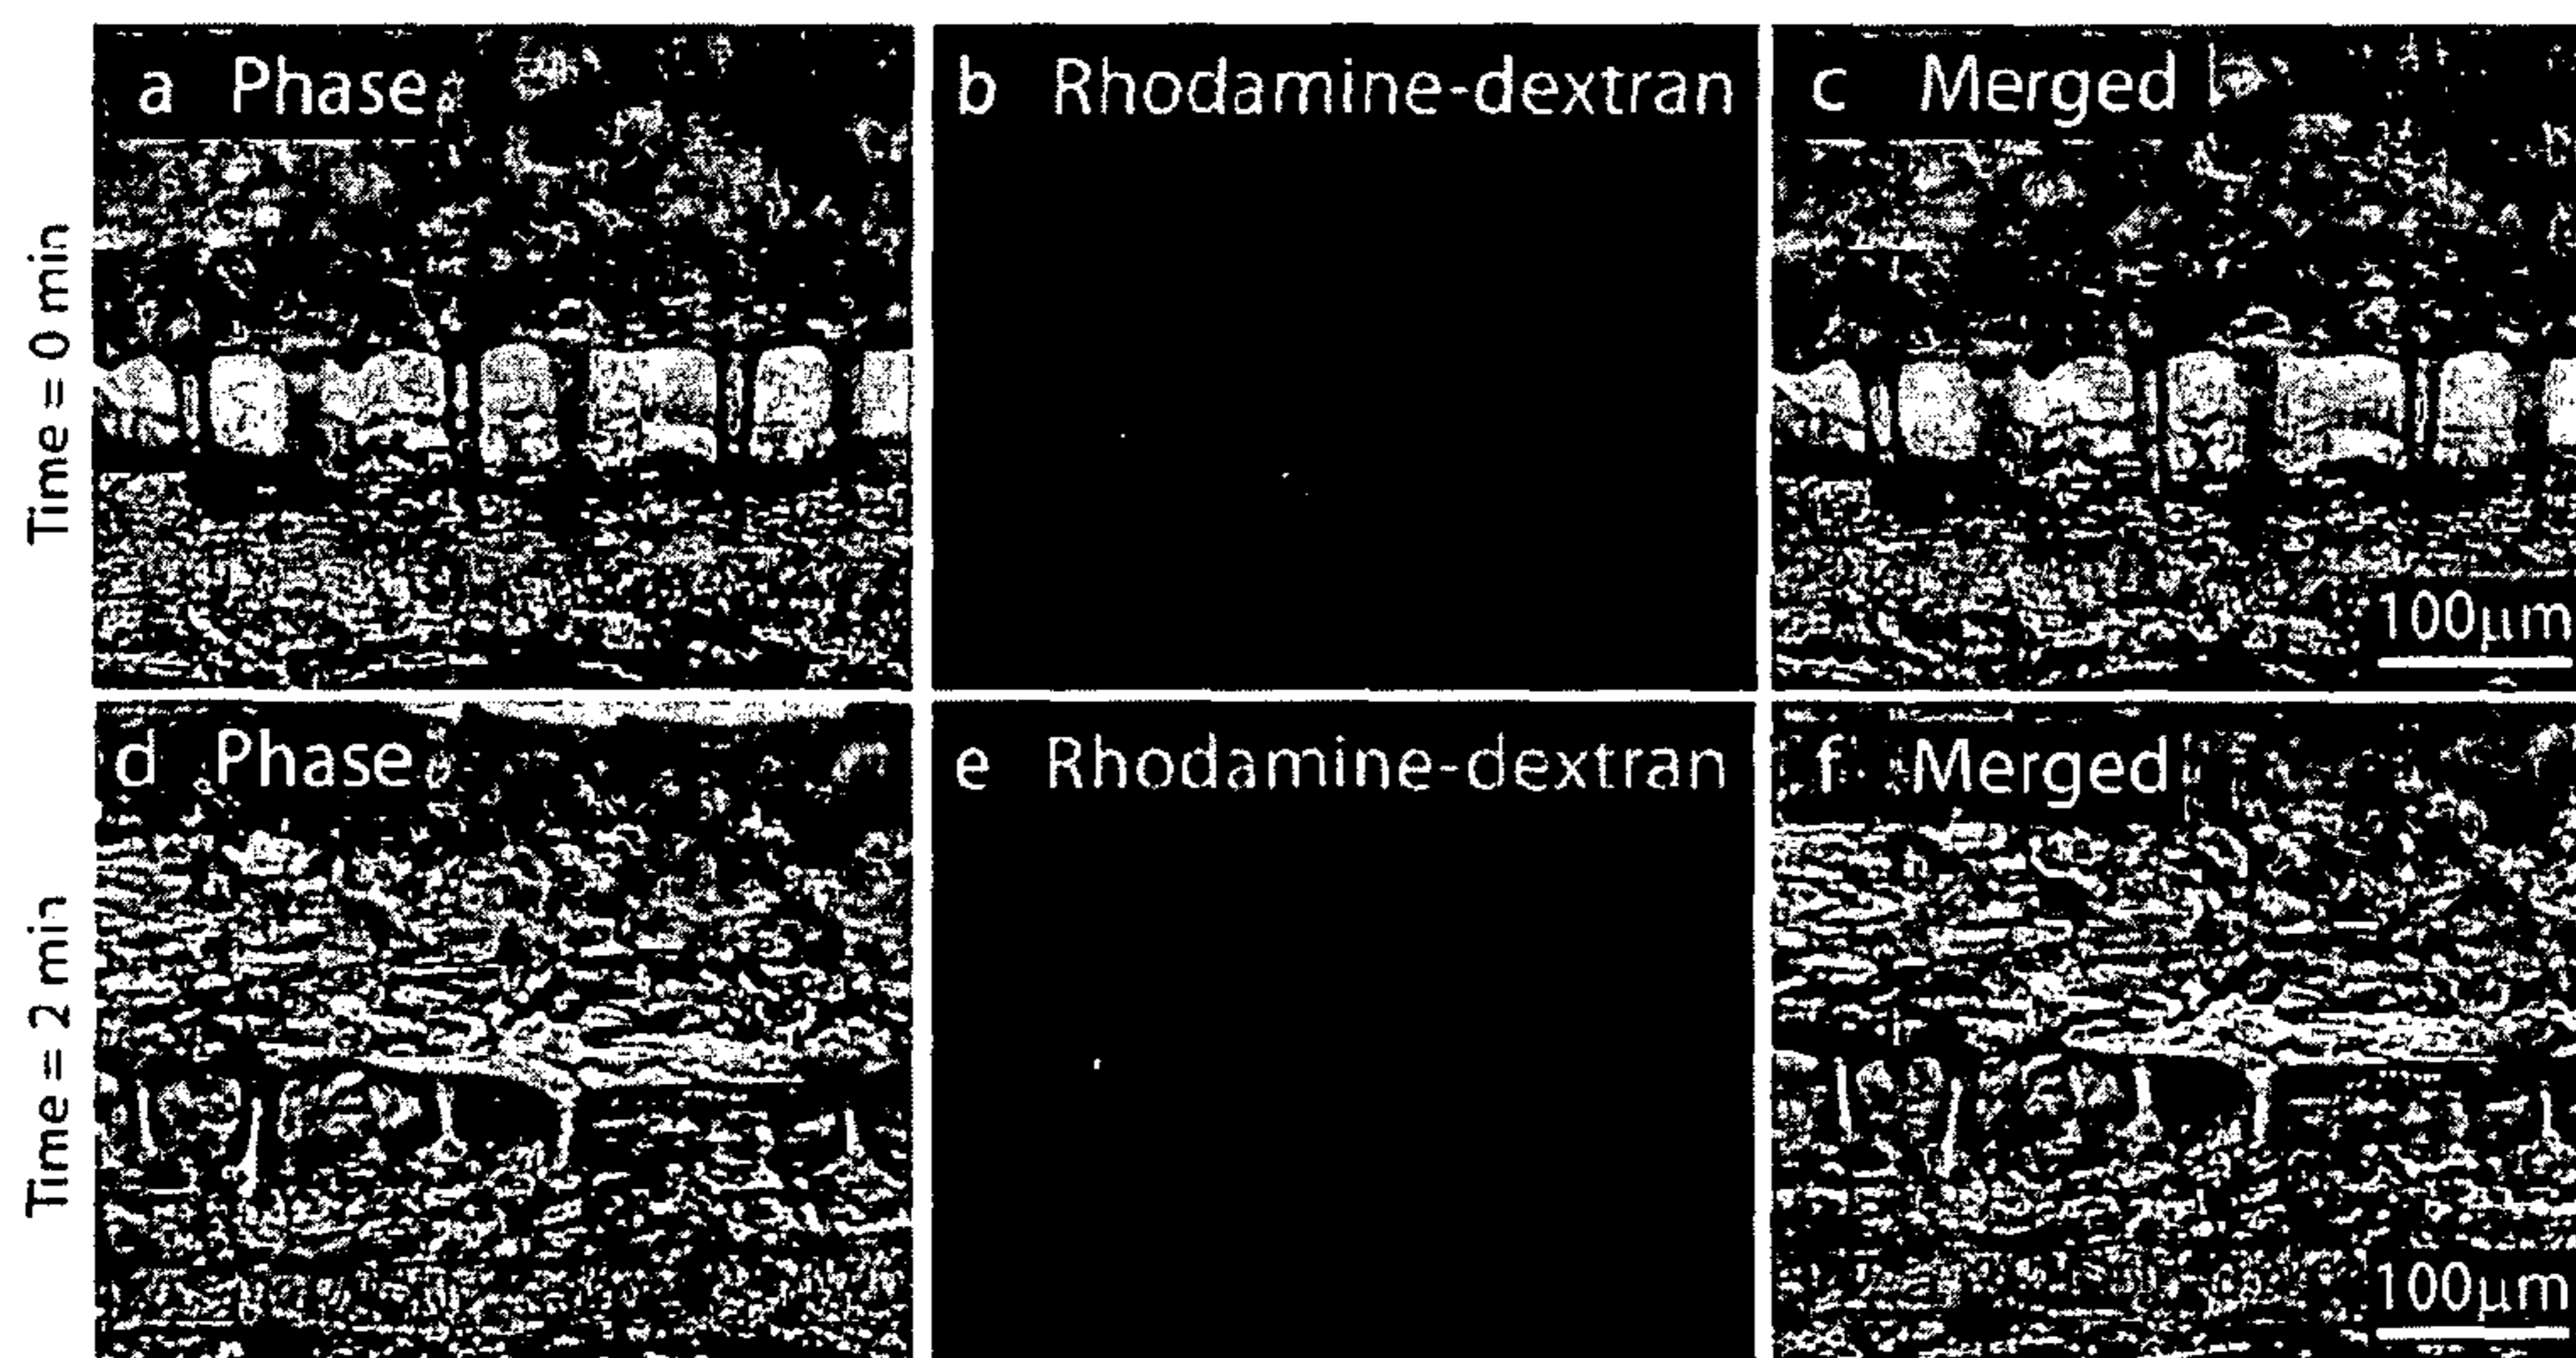 Time = 0 min
a Phase
b Rhodamine-dextran
c Merged
100μm
Time = 2 min
d Phase
e Rhodamine-dextran
f Merged
100μm